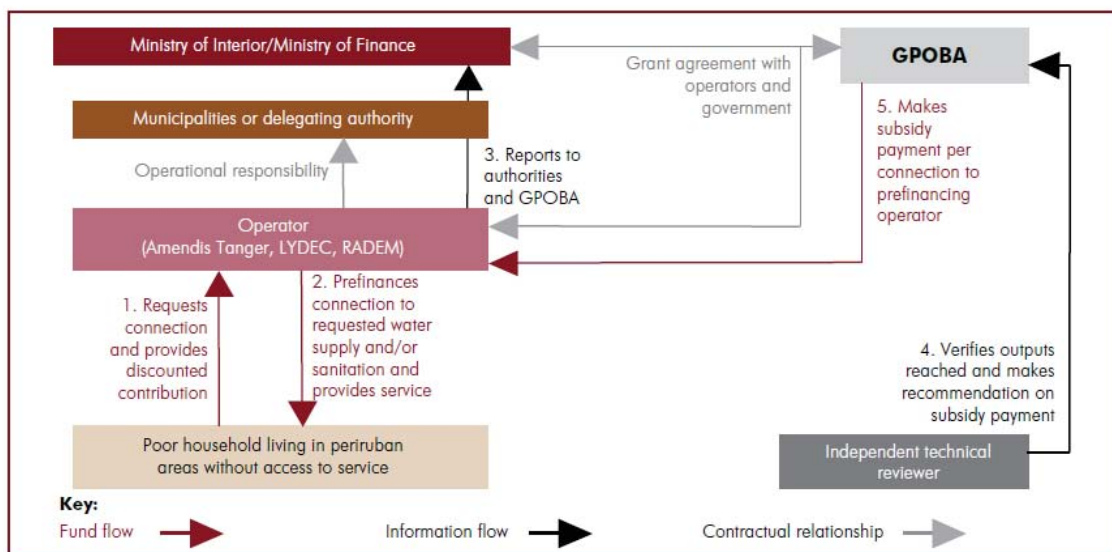 Ministry of Interior/Ministry of Finance
GPOBA
Grant agreement with
operators and
government
Municipalities or delegating authority
Operational responsibility
3. Reports to
authorities
and GPOBA
5. Makes
subsidy
payment per
connection to
prefinancing
operator
Operator
(Amendis Tanger, LYDEC, RADEM)
1. Requests
connection
and provides
discounted
contribution
2. Prefinances
connection to
requested water
supply and/or
sanitation and
provides service
4. Verifies outputs
reached and makes
recommendation on
subsidy payment
Poor household living in periruban
areas without access to service
Independent technical
reviewer
Key:
Fund flow
Information flow
Contractual relationship